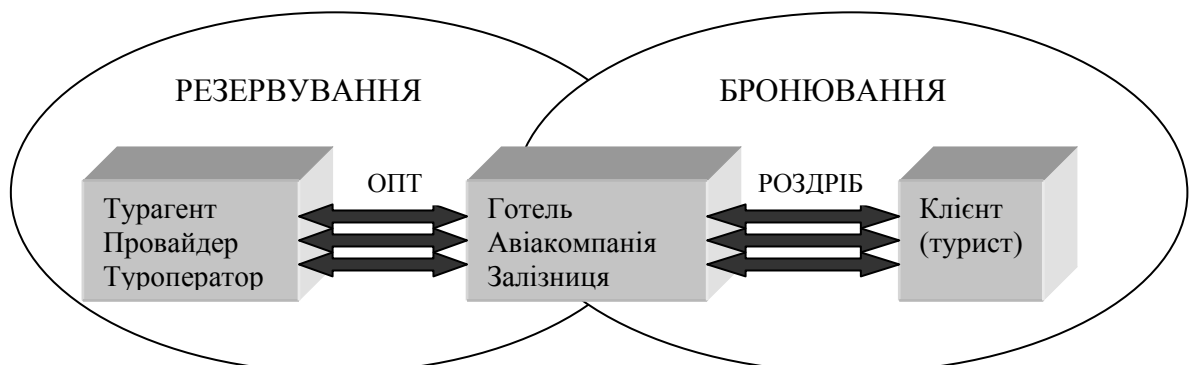 РЕЗЕРВУВАННЯ
БРОНЮВАННЯ
ОПТ
РОЗДРІБ
Турагент
Провайдер
Туроператор
Готель
Авіакомпанія
Залізниця
Клієнт
(турист)